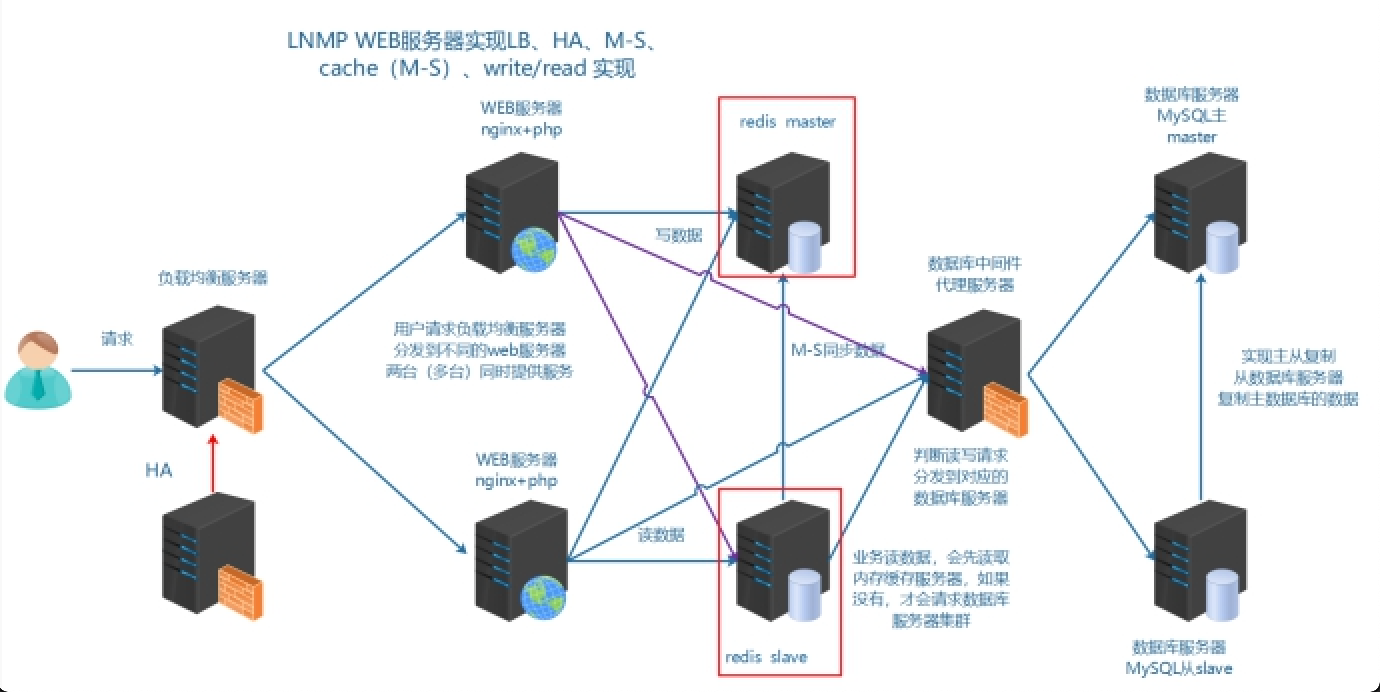 LNMP WEB服务器实现LB、HA、M-S、
cache（M-S）、write/read 实现
WEB服务器
nginx+php
redis master
数据库服务器
MySQL主
master
写数据
负载均衡服务器
数据库中间件
代理服务器
请求
用户请求负载均衡服务器
分发到不同的web服务器
两台（多台）同时提供服务
M-S同步数据
实现主从复制
从数据库服务器
复制主数据库的数据
HA
WEB服务器
nginx+php
判断读写请求
分发到对应的
数据库服务器
读数据
业务读数据，会先读取
内存缓存服务器，如果
没有，才会请求数据库
服务器集群
redis slave
数据库服务器
MySQL从slave